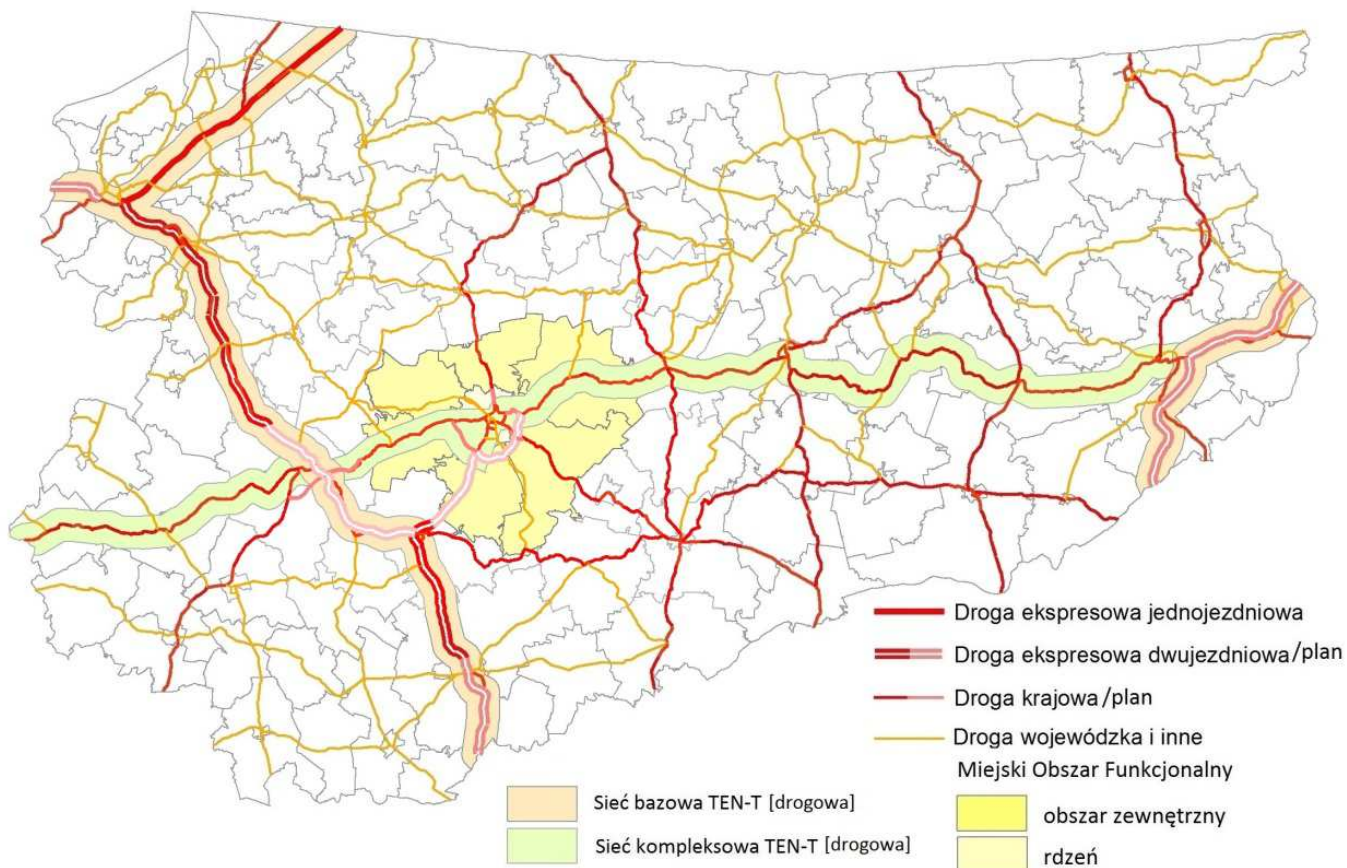 Droga ekspresowa jednojezdniowa
Droga ekspresowa dwujezdniowa/plan
Droga krajowa/plan
Droga wojewódzka i inne
Miejski Obszar Funkcjonalny
obszar zewnętrzny
rdzeń
Sieć bazowa TEN-T [drogowa]
Sieć kompleksowa TEN-T [drogowa]